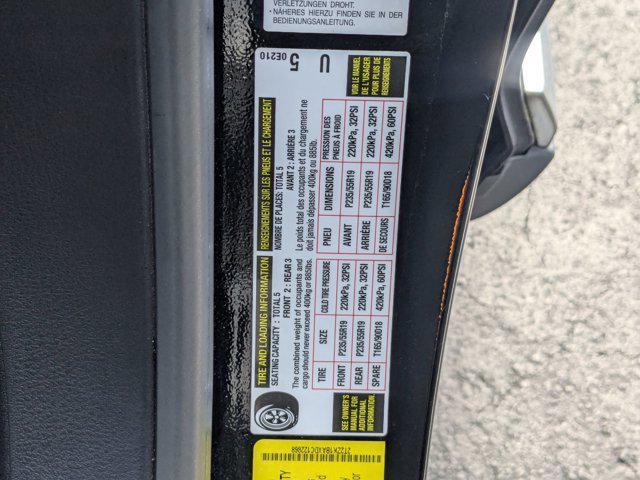 VERLETZUNGEN DROHT.
• NÄHERES HIERZU FINDEN SIE IN DER
BEDIENUNGSANLEITUNG.
TIRE AND LOADING INFORMATION
SEATING CAPACITY : TOTAL 5
FRONT 2 : REAR 3
The combined weight of occupants and
cargo should never exceed 400kg or 885lbs.
TIRE SIZE COLD TIRE PRESSURE
FRONT P235/55R19 220kPa, 32PSI
REAR P235/55R19 220kPa, 32PSI
SPARE T165/90D18 420kPa, 60PSI
SEE OWNER'S
MANUAL FOR
ADDITIONAL
INFORMATION.
RENSEIGNEMENTS SUR LES PNEUS ET LE CHARGEMENT
NOMBRE DE PLACES: TOTAL 5
AVANT 2 : ARRIÈRE 3
Le poids total des occupants et du chargement ne
doit jamais dépasser 400kg ou 885lb.
PNEU DIMENSIONS PRESSION DES
PNEUS À FROID
AVANT P235/55R19 220kPa, 32PSI
ARRIÈRE P235/55R19 220kPa, 32PSI
DE SECOURS T165/90D18 420kPa, 60PSI
VOIR LE MANUEL
DE L'USAGER
POUR PLUS DE
RENSEIGNEMENTS
0E210
5
U
2T2ZK1BAXDC122068
TY